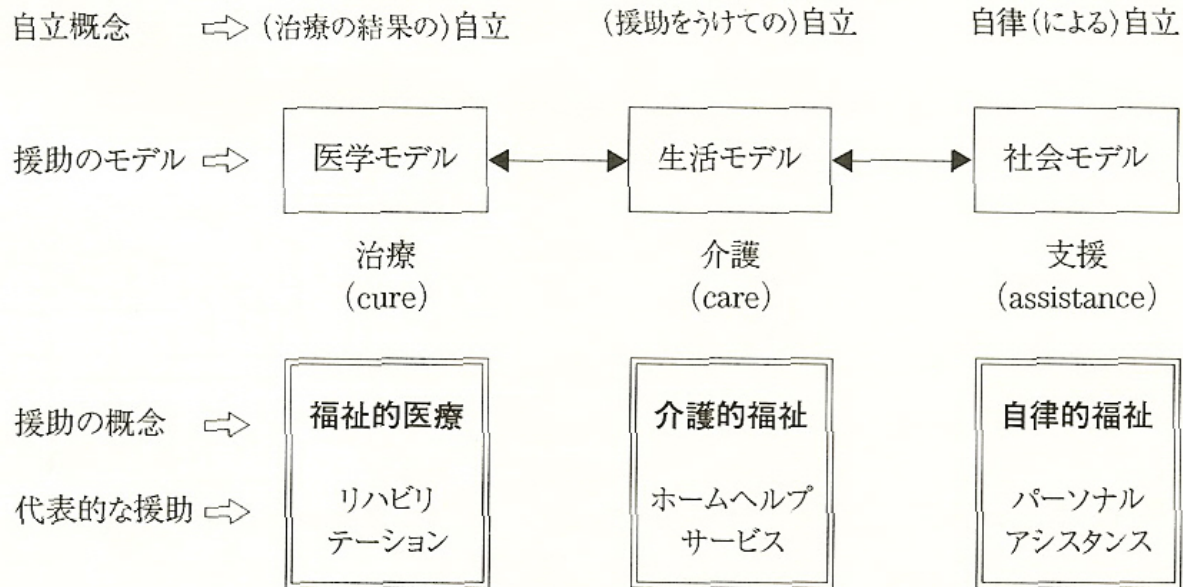 自立概念 ⇨ (治療の結果の)自立 (援助をうけての)自立 自律(による)自立
援助のモデル ⇨ 医学モデル 生活モデル 社会モデル
治療 介護 支援
(cure) (care) (assistance)
援助の概念 ⇨ 福祉的医療 介護的福祉 自律的福祉
代表的な援助 ⇨ リハビリ ホームヘルプ パーソナル
テーション サービス アシスタンス